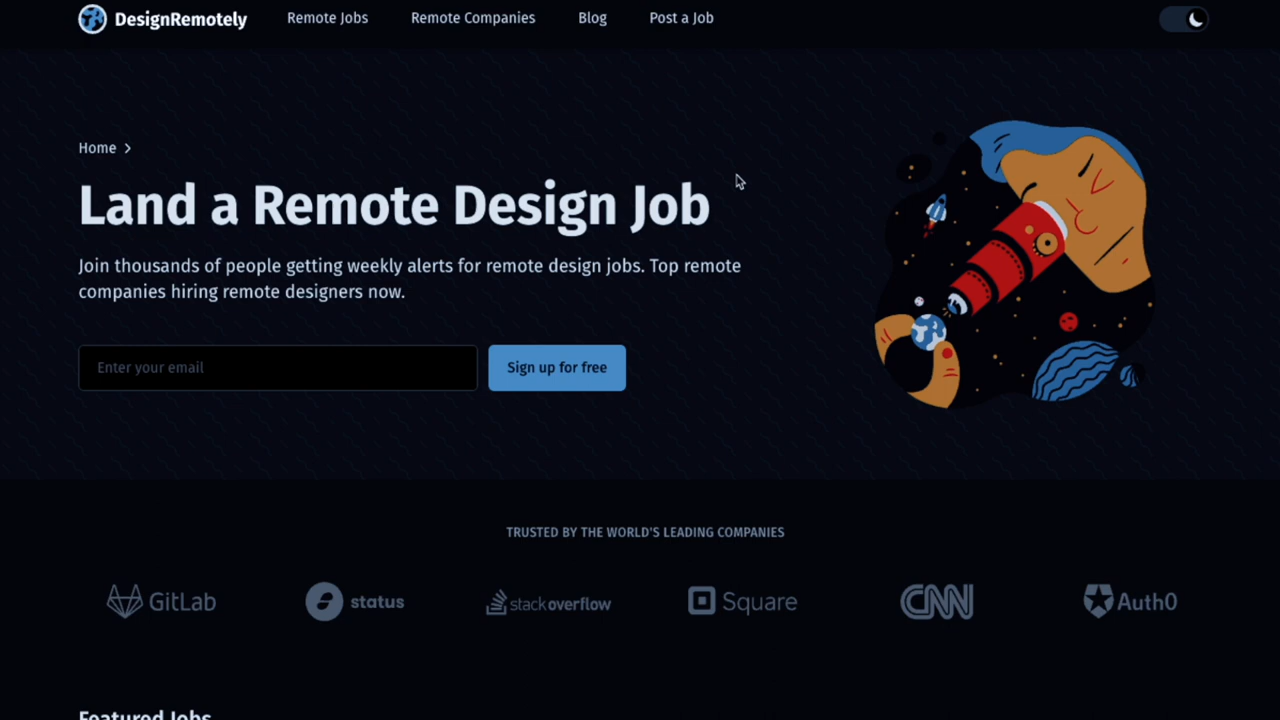 DesignRemotely
Remote Jobs
Remote Companies
Blog
Post a Job
Home
Land a Remote Design Job
Join thousands of people getting weekly alerts for remote design jobs. Top remote
companies hiring remote designers now.
Enter your email
Sign up for free
TRUSTED BY THE WORLD'S LEADING COMPANIES
GitLab
status
stackoverflow
Square
CNN
Auth0
Featured Jobs